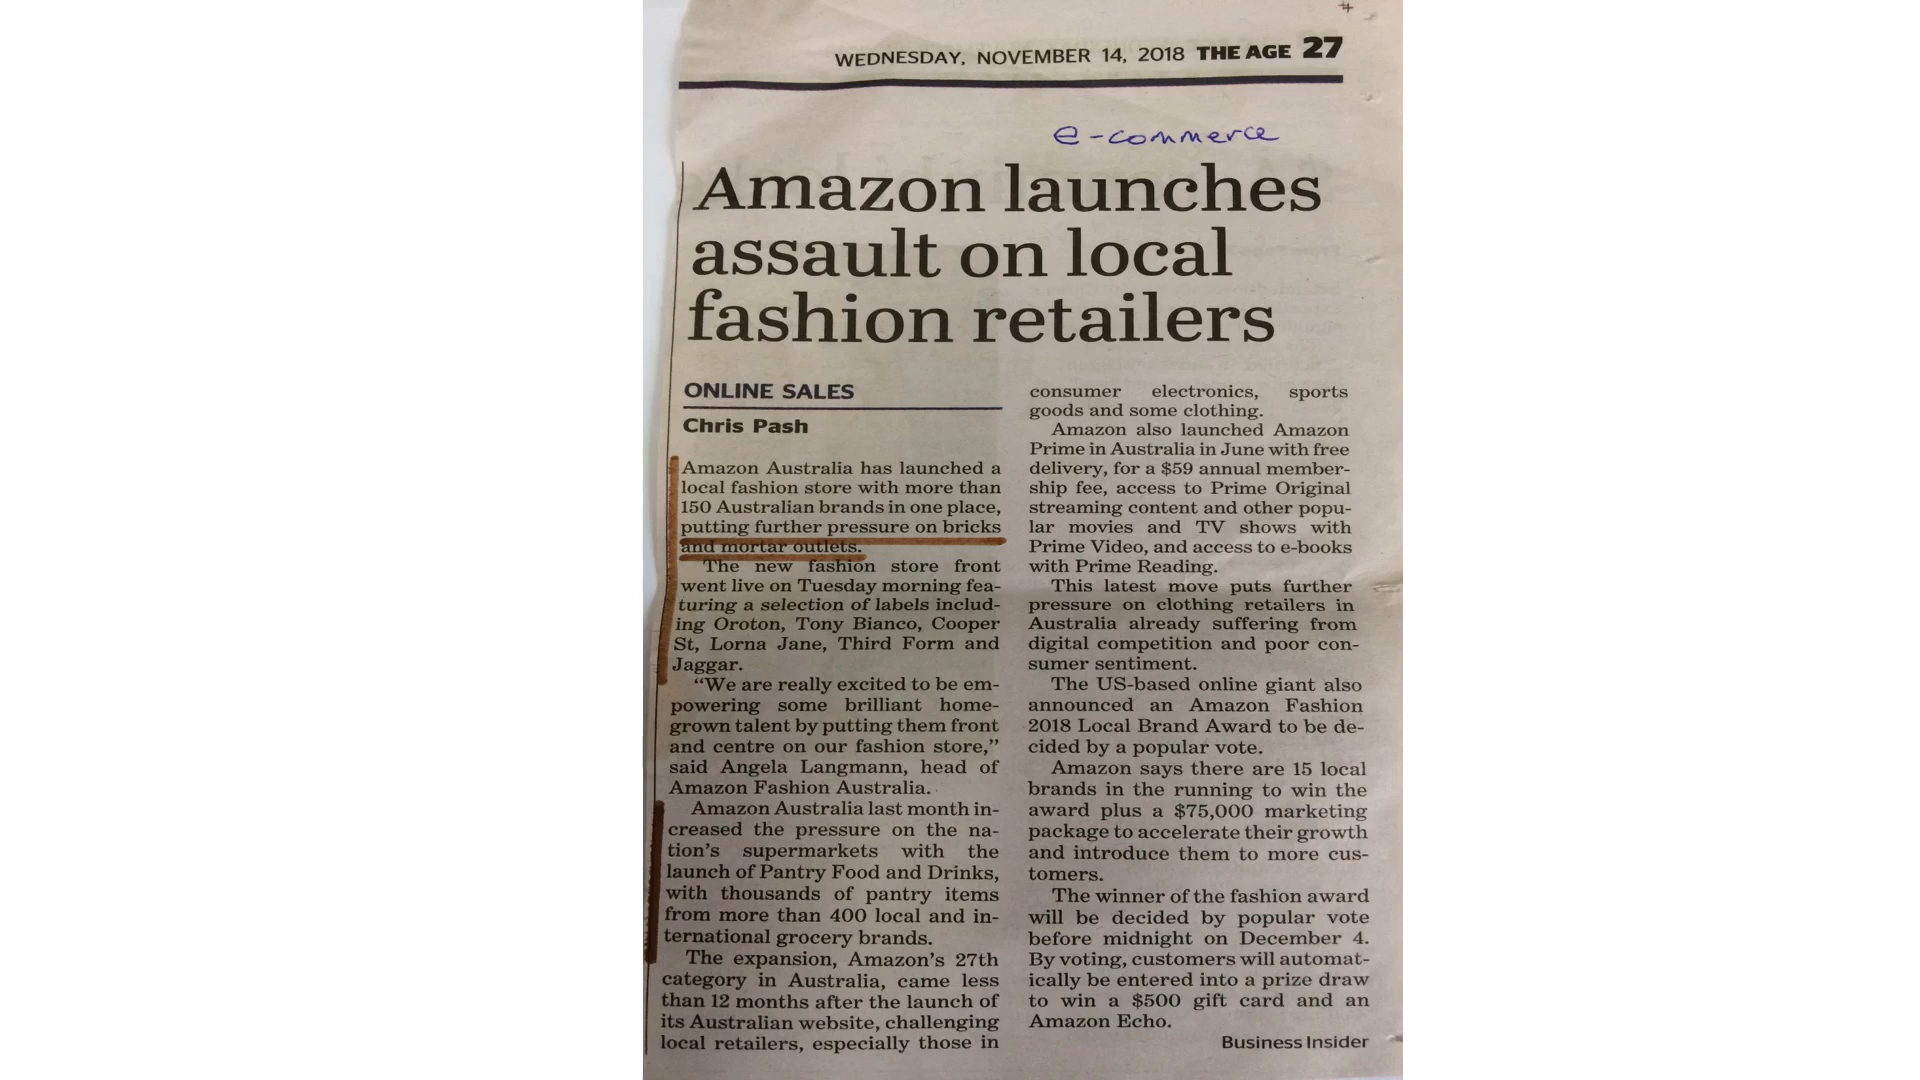 WEDNESDAY, NOVEMBER 14, 2018 THE AGE 27
e-commerce
Amazon launches
assault on local
fashion retailers
ONLINE SALES
Chris Pash
Amazon Australia has launched a
local fashion store with more than
150 Australian brands in one place,
putting further pressure on bricks
and mortar outlets.
The new fashion store front
went live on Tuesday morning fea-
turing a selection of labels includ-
ing Oroton, Tony Bianco, Cooper
St, Lorna Jane, Third Form and
Jaggar.
“We are really excited to be em-
powering some brilliant home-
grown talent by putting them front
and centre on our fashion store,”
said Angela Langmann, head of
Amazon Fashion Australia.
Amazon Australia last month in-
creased the pressure on the na-
tion’s supermarkets with the
launch of Pantry Food and Drinks,
with thousands of pantry items
from more than 400 local and in-
ternational grocery brands.
The expansion, Amazon’s 27th
category in Australia, came less
than 12 months after the launch of
its Australian website, challenging
local retailers, especially those in
consumer electronics, sports
goods and some clothing.
Amazon also launched Amazon
Prime in Australia in June with free
delivery, for a $59 annual member-
ship fee, access to Prime Original
streaming content and other popu-
lar movies and TV shows with
Prime Video, and access to e-books
with Prime Reading.
This latest move puts further
pressure on clothing retailers in
Australia already suffering from
digital competition and poor con-
sumer sentiment.
The US-based online giant also
announced an Amazon Fashion
2018 Local Brand Award to be de-
cided by a popular vote.
Amazon says there are 15 local
brands in the running to win the
award plus a $75,000 marketing
package to accelerate their growth
and introduce them to more cus-
tomers.
The winner of the fashion award
will be decided by popular vote
before midnight on December 4.
By voting, customers will automat-
ically be entered into a prize draw
to win a $500 gift card and an
Amazon Echo.
Business Insider